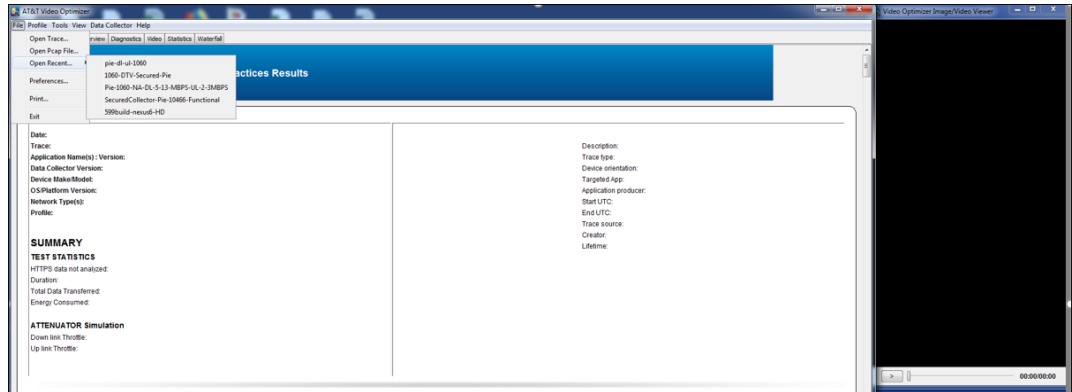 AT&T Video Optimizer
Video Optimizer Image/Video Viewer
File Profile Tools View Data Collector Help
Open Trace...
rview Diagnostics Video Statistics Waterfall
Open Pcap File...
Open Recent...
pie-dl-ul-1060
1060-DTV-Secured-Pie
actices Results
Preferences...
Pie-1060-NA-DL-5-13-MBPS-UL-2-3MBPS
Print...
SecuredCollector-Pie-10466-Functional
Exit
599build-nexus6-HD
Date:
Trace:
Application Name(s) : Version:
Data Collector Version:
Device Make/Model:
OS/Platform Version:
Network Type(s):
Profile:
Description:
Trace type:
Device orientation:
Targeted App:
Application producer:
Start UTC:
End UTC:
Trace source:
Creator:
Lifetime:
SUMMARY
TEST STATISTICS
HTTPS data not analyzed:
Duration:
Total Data Transferred:
Energy Consumed:
ATTENUATOR Simulation
Down link Throttle:
Up link Throttle:
>
00:00/00:00